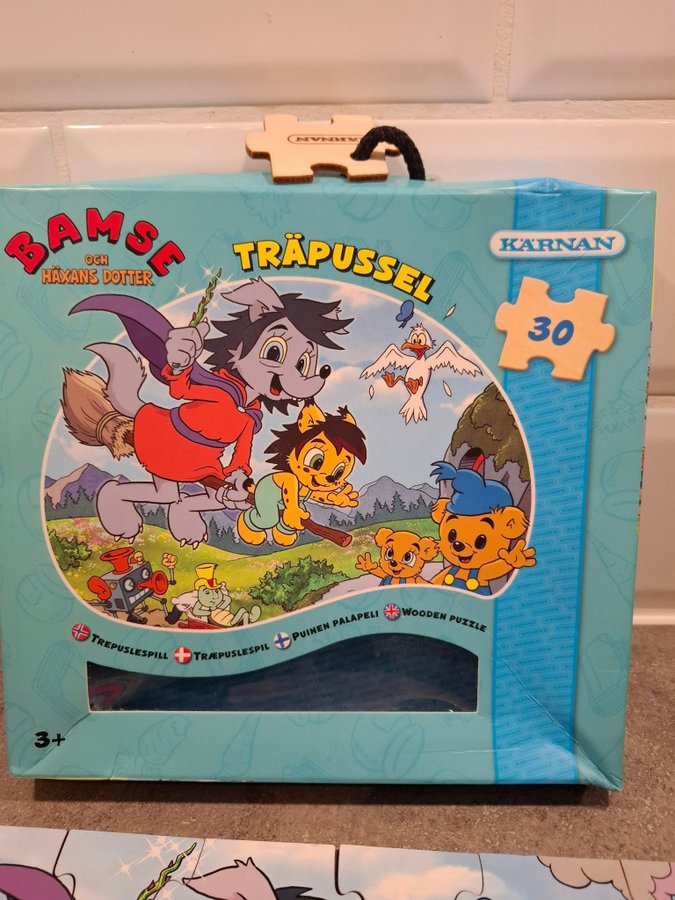 KÄRNAN
BAMSE
OCH
HÄXANS DOTTER
TRÄPUSSEL
KÄRNAN
30
TREPUSLESPILL TRÆPUSLESPIL PUINEN PALAPELI WOODEN PUZZLE
3+